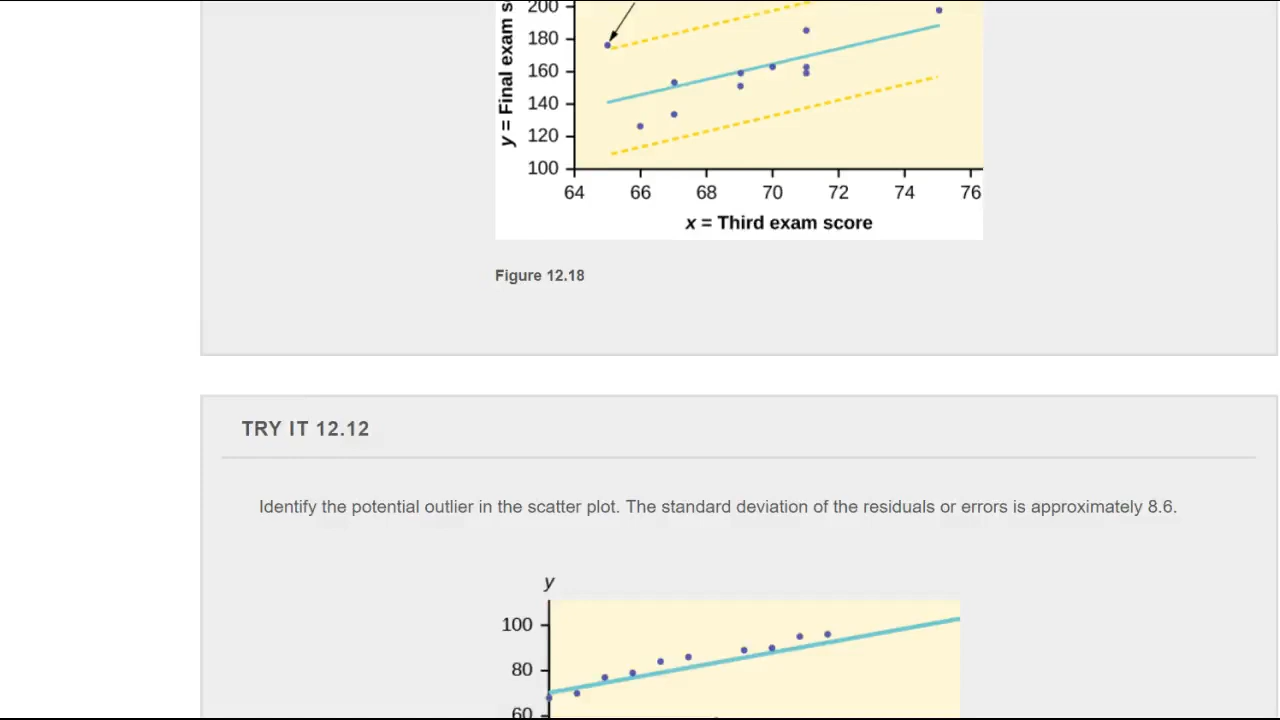 200
180
160
140
120
100
y = Final exam s
64 66 68 70 72 74 76
x = Third exam score
Figure 12.18
TRY IT 12.12
Identify the potential outlier in the scatter plot. The standard deviation of the residuals or errors is approximately 8.6.
y
100
80
60